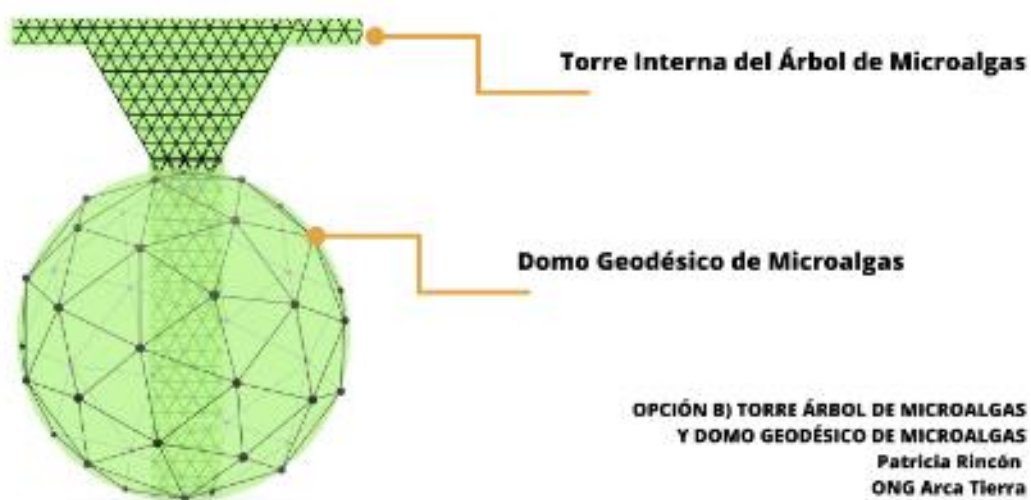 Torre Interna del Árbol de Microalgas
Domo Geodésico de Microalgas
OPCIÓN B) TORRE ÁRBOL DE MICROALGAS
Y DOMO GEODÉSICO DE MICROALGAS
Patricia Rincón
ONG Arca Tierra